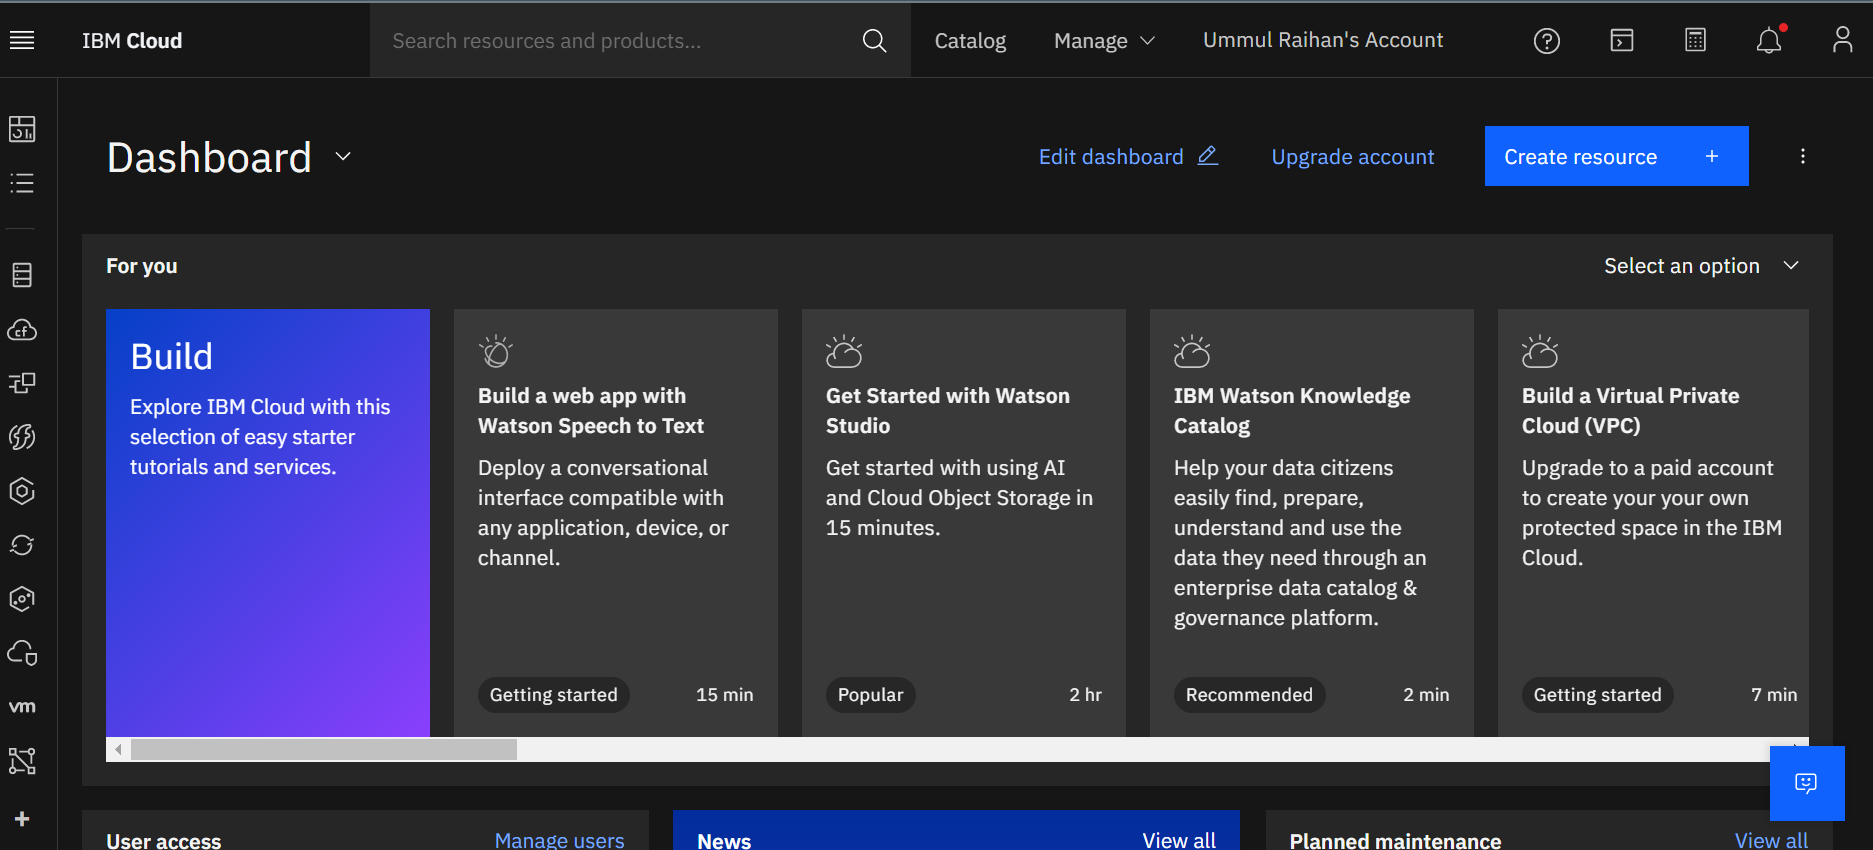 IBM Cloud
Search resources and products...
Catalog
Manage
Ummul Raihan's Account
Dashboard
Edit dashboard
Upgrade account
Create resource
For you
Select an option
Build
Explore IBM Cloud with this
selection of easy starter
tutorials and services.
Build a web app with
Watson Speech to Text
Deploy a conversational
interface compatible with
any application, device, or
channel.
Getting started
15 min
Get Started with Watson
Studio
Get started with using AI
and Cloud Object Storage in
15 minutes.
Popular
2 hr
IBM Watson Knowledge
Catalog
Help your data citizens
easily find, prepare,
understand and use the
data they need through an
enterprise data catalog &
governance platform.
Recommended
2 min
Build a Virtual Private
Cloud (VPC)
Upgrade to a paid account
to create your your own
protected space in the IBM
Cloud.
Getting started
7 min
cf
vm
User access
Manage users
News
View all
Planned maintenance
View all